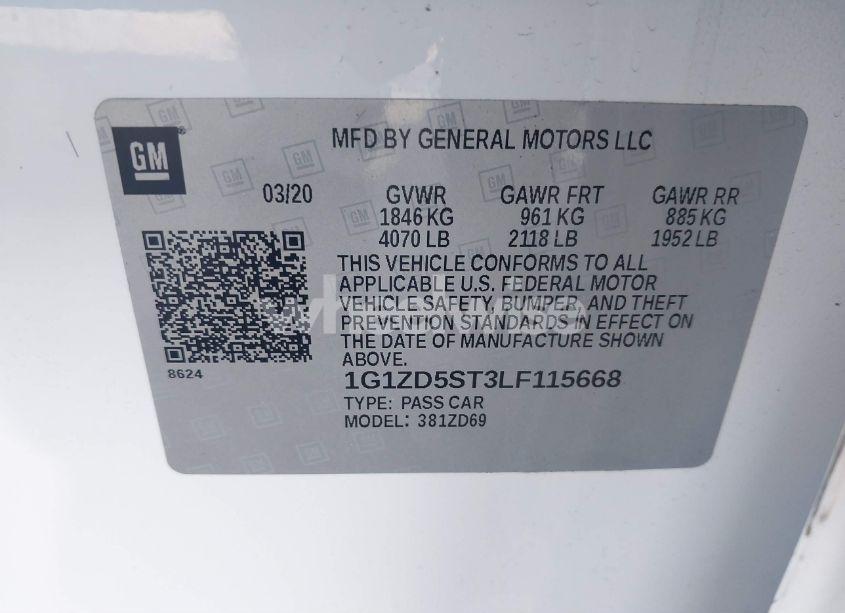 GM
MFD BY GENERAL MOTORS LLC
03/20 GVWR GAWR FRT GAWR RR
1846 KG 961 KG 885 KG
4070 LB 2118 LB 1952 LB
THIS VEHICLE CONFORMS TO ALL
APPLICABLE U.S. FEDERAL MOTOR
VEHICLE SAFETY, BUMPER, AND THEFT
PREVENTION STANDARDS IN EFFECT ON
THE DATE OF MANUFACTURE SHOWN
ABOVE.
8624
1G1ZD5ST3LF115668
TYPE: PASS CAR
MODEL: 381ZD69